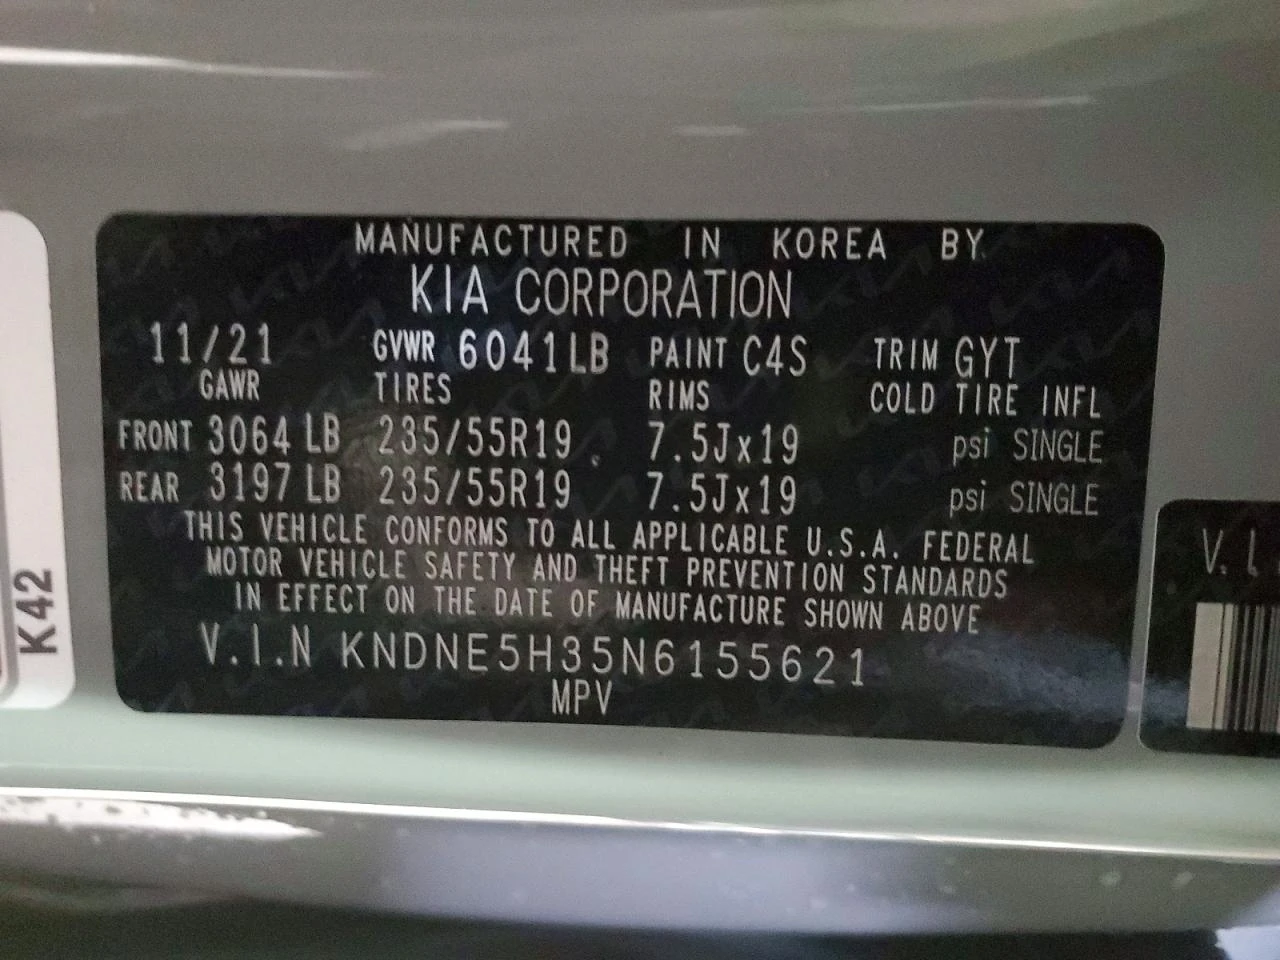 MANUFACTURED IN KOREA BY
KIA CORPORATION
11/21 GVWR 6041LB PAINT C4S TRIM GYT
GAWR TIRES RIMS COLD TIRE INFL
FRONT 3064 LB 235/55R19 7.5Jx19 psi SINGLE
REAR 3197 LB 235/55R19 7.5Jx19 psi SINGLE
THIS VEHICLE CONFORMS TO ALL APPLICABLE U.S.A. FEDERAL
MOTOR VEHICLE SAFETY AND THEFT PREVENTION STANDARDS
IN EFFECT ON THE DATE OF MANUFACTURE SHOWN ABOVE
V.I.N KNDNE5H35N6155621
MPV
K42
V.I